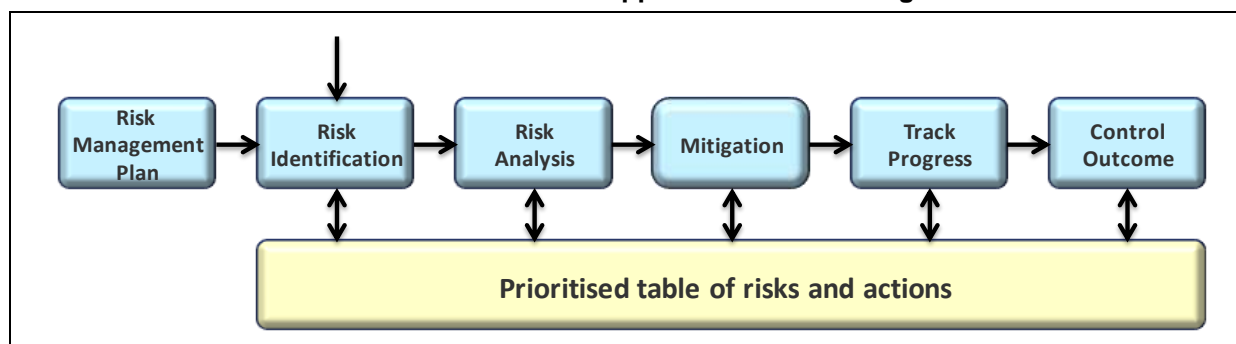 Risk
Management
Plan
Risk
Identification
Risk
Analysis
Mitigation
Track
Progress
Control
Outcome
Prioritised table of risks and actions